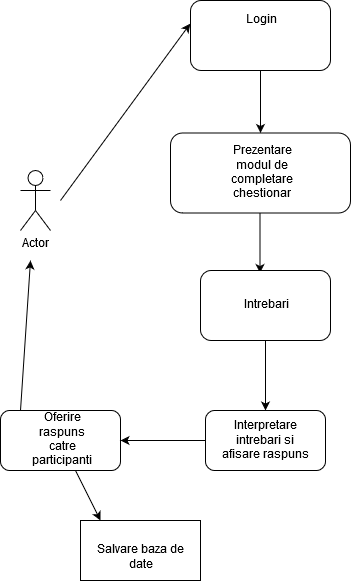 Login
Prezentare
modul de
completare
chestionar
Actor
Intrebari
Oferire
raspuns
catre
participanti
Interpretare
intrebari si
afisare raspuns
Salvare baza de
date